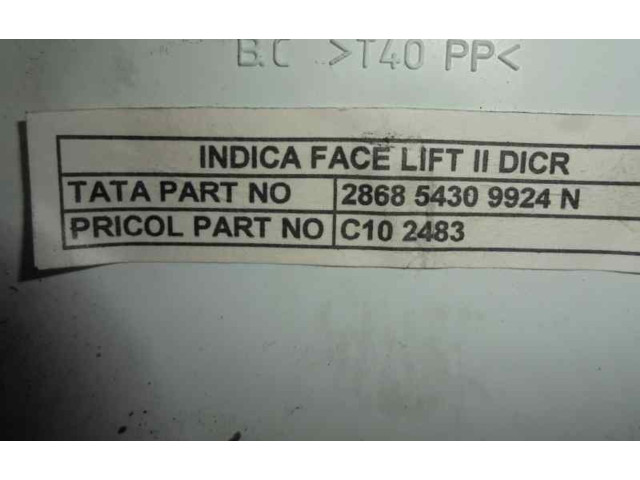 B.C >T40 PP<
INDICA FACE LIFT II DICR
TATA PART NO 2868 5430 9924 N
PRICOL PART NO C10 2483